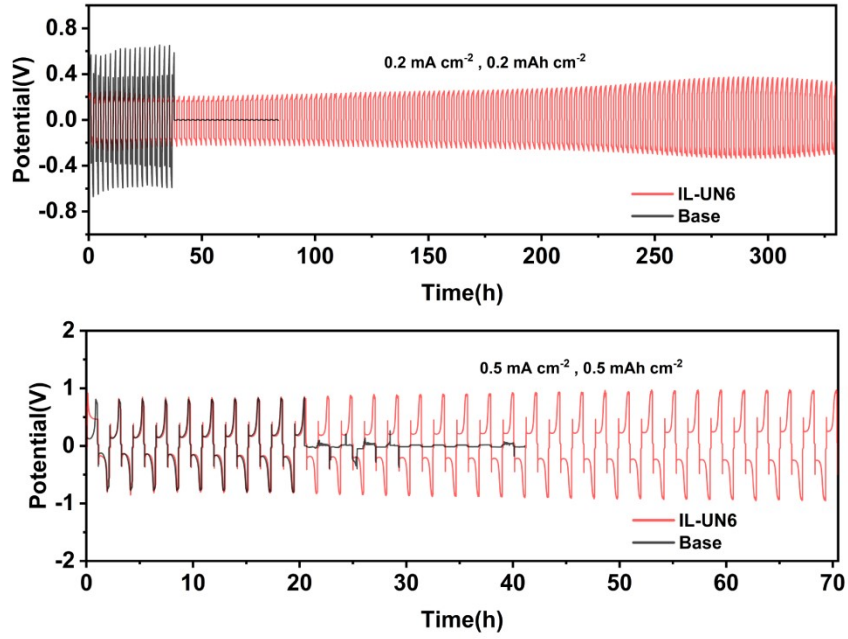 0.8
0.4
0.0
-0.4
-0.8
Potential(V)
0.2 mA cm⁻² , 0.2 mAh cm⁻²
IL-UN6
Base
0 50 100 150 200 250 300
Time(h)
2
1
0
-1
-2
Potential(V)
0.5 mA cm⁻² , 0.5 mAh cm⁻²
IL-UN6
Base
0 10 20 30 40 50 60 70
Time(h)